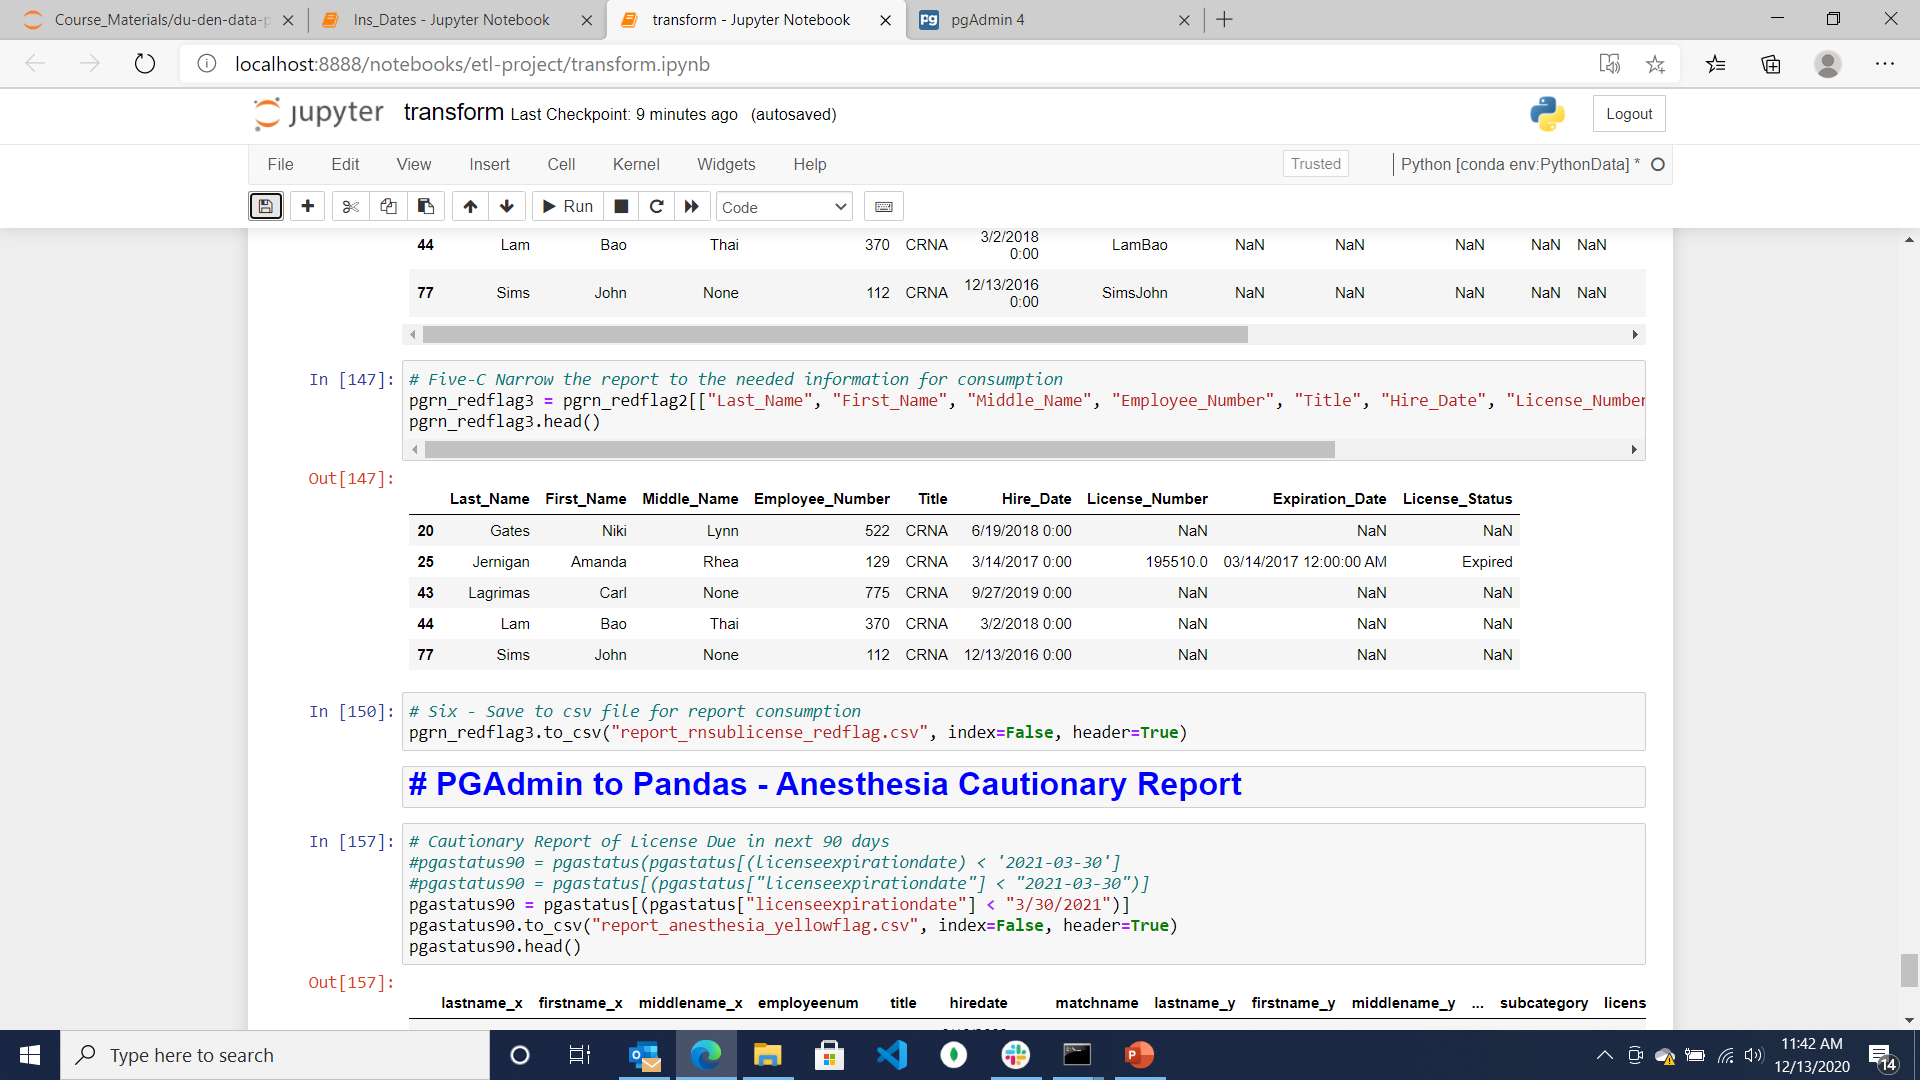 Course_Materials/du-den-data-p
Ins_Dates - Jupyter Notebook
transform - Jupyter Notebook
pgAdmin 4
localhost:8888/notebooks/etl-project/transform.ipynb
jupyter transform Last Checkpoint: 9 minutes ago (autosaved)
Logout
File Edit View Insert Cell Kernel Widgets Help
Trusted
Python [conda env:PythonData] *
Run
Code
44 Lam Bao Thai 370 CRNA 3/2/2018 0:00 LamBao NaN NaN NaN NaN NaN
77 Sims John None 112 CRNA 12/13/2016 0:00 SimsJohn NaN NaN NaN NaN NaN
In [147]:
# Five-C Narrow the report to the needed information for consumption
pgrn_redflag3 = pgrn_redflag2[["Last_Name", "First_Name", "Middle_Name", "Employee_Number", "Title", "Hire_Date", "License_Number
pgrn_redflag3.head()
Out[147]:
Last_Name First_Name Middle_Name Employee_Number Title Hire_Date License_Number Expiration_Date License_Status
20 Gates Niki Lynn 522 CRNA 6/19/2018 0:00 NaN NaN NaN
25 Jernigan Amanda Rhea 129 CRNA 3/14/2017 0:00 195510.0 03/14/2017 12:00:00 AM Expired
43 Lagrimas Carl None 775 CRNA 9/27/2019 0:00 NaN NaN NaN
44 Lam Bao Thai 370 CRNA 3/2/2018 0:00 NaN NaN NaN
77 Sims John None 112 CRNA 12/13/2016 0:00 NaN NaN NaN
In [150]:
# Six - Save to csv file for report consumption
pgrn_redflag3.to_csv("report_rnsublicense_redflag.csv", index=False, header=True)
# PGAdmin to Pandas - Anesthesia Cautionary Report
In [157]:
# Cautionary Report of License Due in next 90 days
#pgastatus90 = pgastatus(pgastatus[(licenseexpirationdate) < '2021-03-30']
#pgastatus90 = pgastatus[(pgastatus["licenseexpirationdate"] < "2021-03-30")]
pgastatus90 = pgastatus[(pgastatus["licenseexpirationdate"] < "3/30/2021")]
pgastatus90.to_csv("report_anesthesia_yellowflag.csv", index=False, header=True)
pgastatus90.head()
Out[157]:
lastname_x firstname_x middlename_x employeenum title hiredate matchname lastname_y firstname_y middlename_y ... subcategory licens
Type here to search
11:42 AM
12/13/2020
14